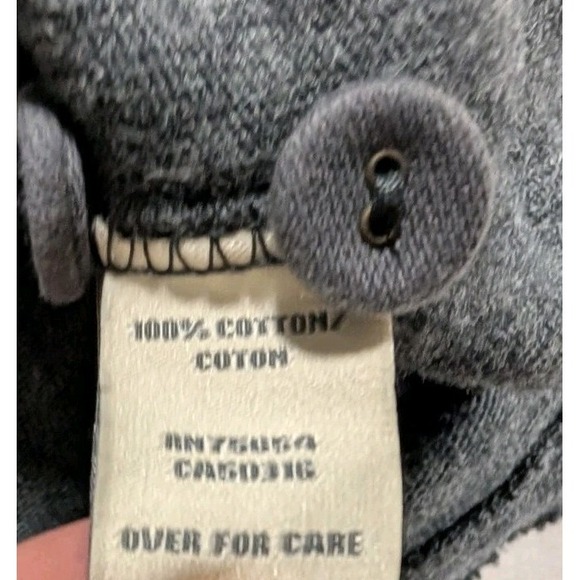 100% COTTON/
COTON
RN75654
CA50316
OVER FOR CARE